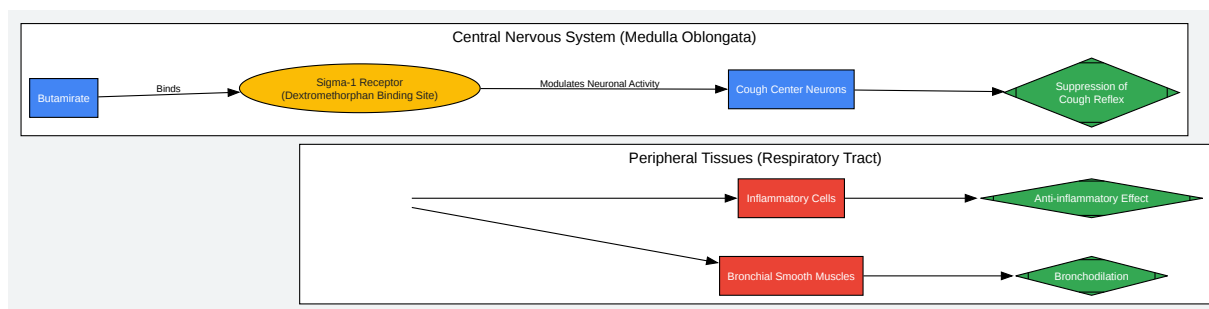 Central Nervous System (Medulla Oblongata)
Butamirate
Binds
Sigma-1 Receptor
(Dextromethorphan Binding Site)
Modulates Neuronal Activity
Cough Center Neurons
Suppression of
Cough Reflex
Peripheral Tissues (Respiratory Tract)
Inflammatory Cells
Anti-inflammatory Effect
Bronchial Smooth Muscles
Bronchodilation